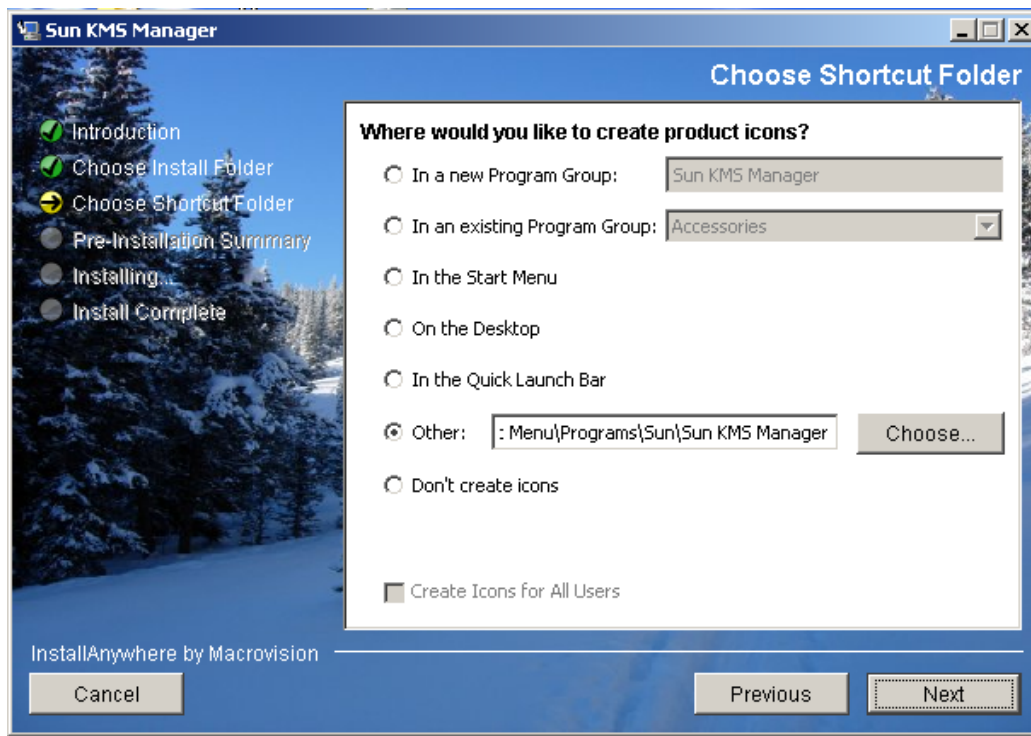 Sun KMS Manager
Choose Shortcut Folder
Introduction
Choose Install Folder
Choose Shortcut Folder
Pre-Installation Summary
Installing...
Install Complete
Where would you like to create product icons?
In a new Program Group: Sun KMS Manager
In an existing Program Group: Accessories
In the Start Menu
On the Desktop
In the Quick Launch Bar
Other: : Menu\Programs\Sun\Sun KMS Manager Choose...
Don't create icons
Create Icons for All Users
InstallAnywhere by Macrovision
Cancel Previous Next